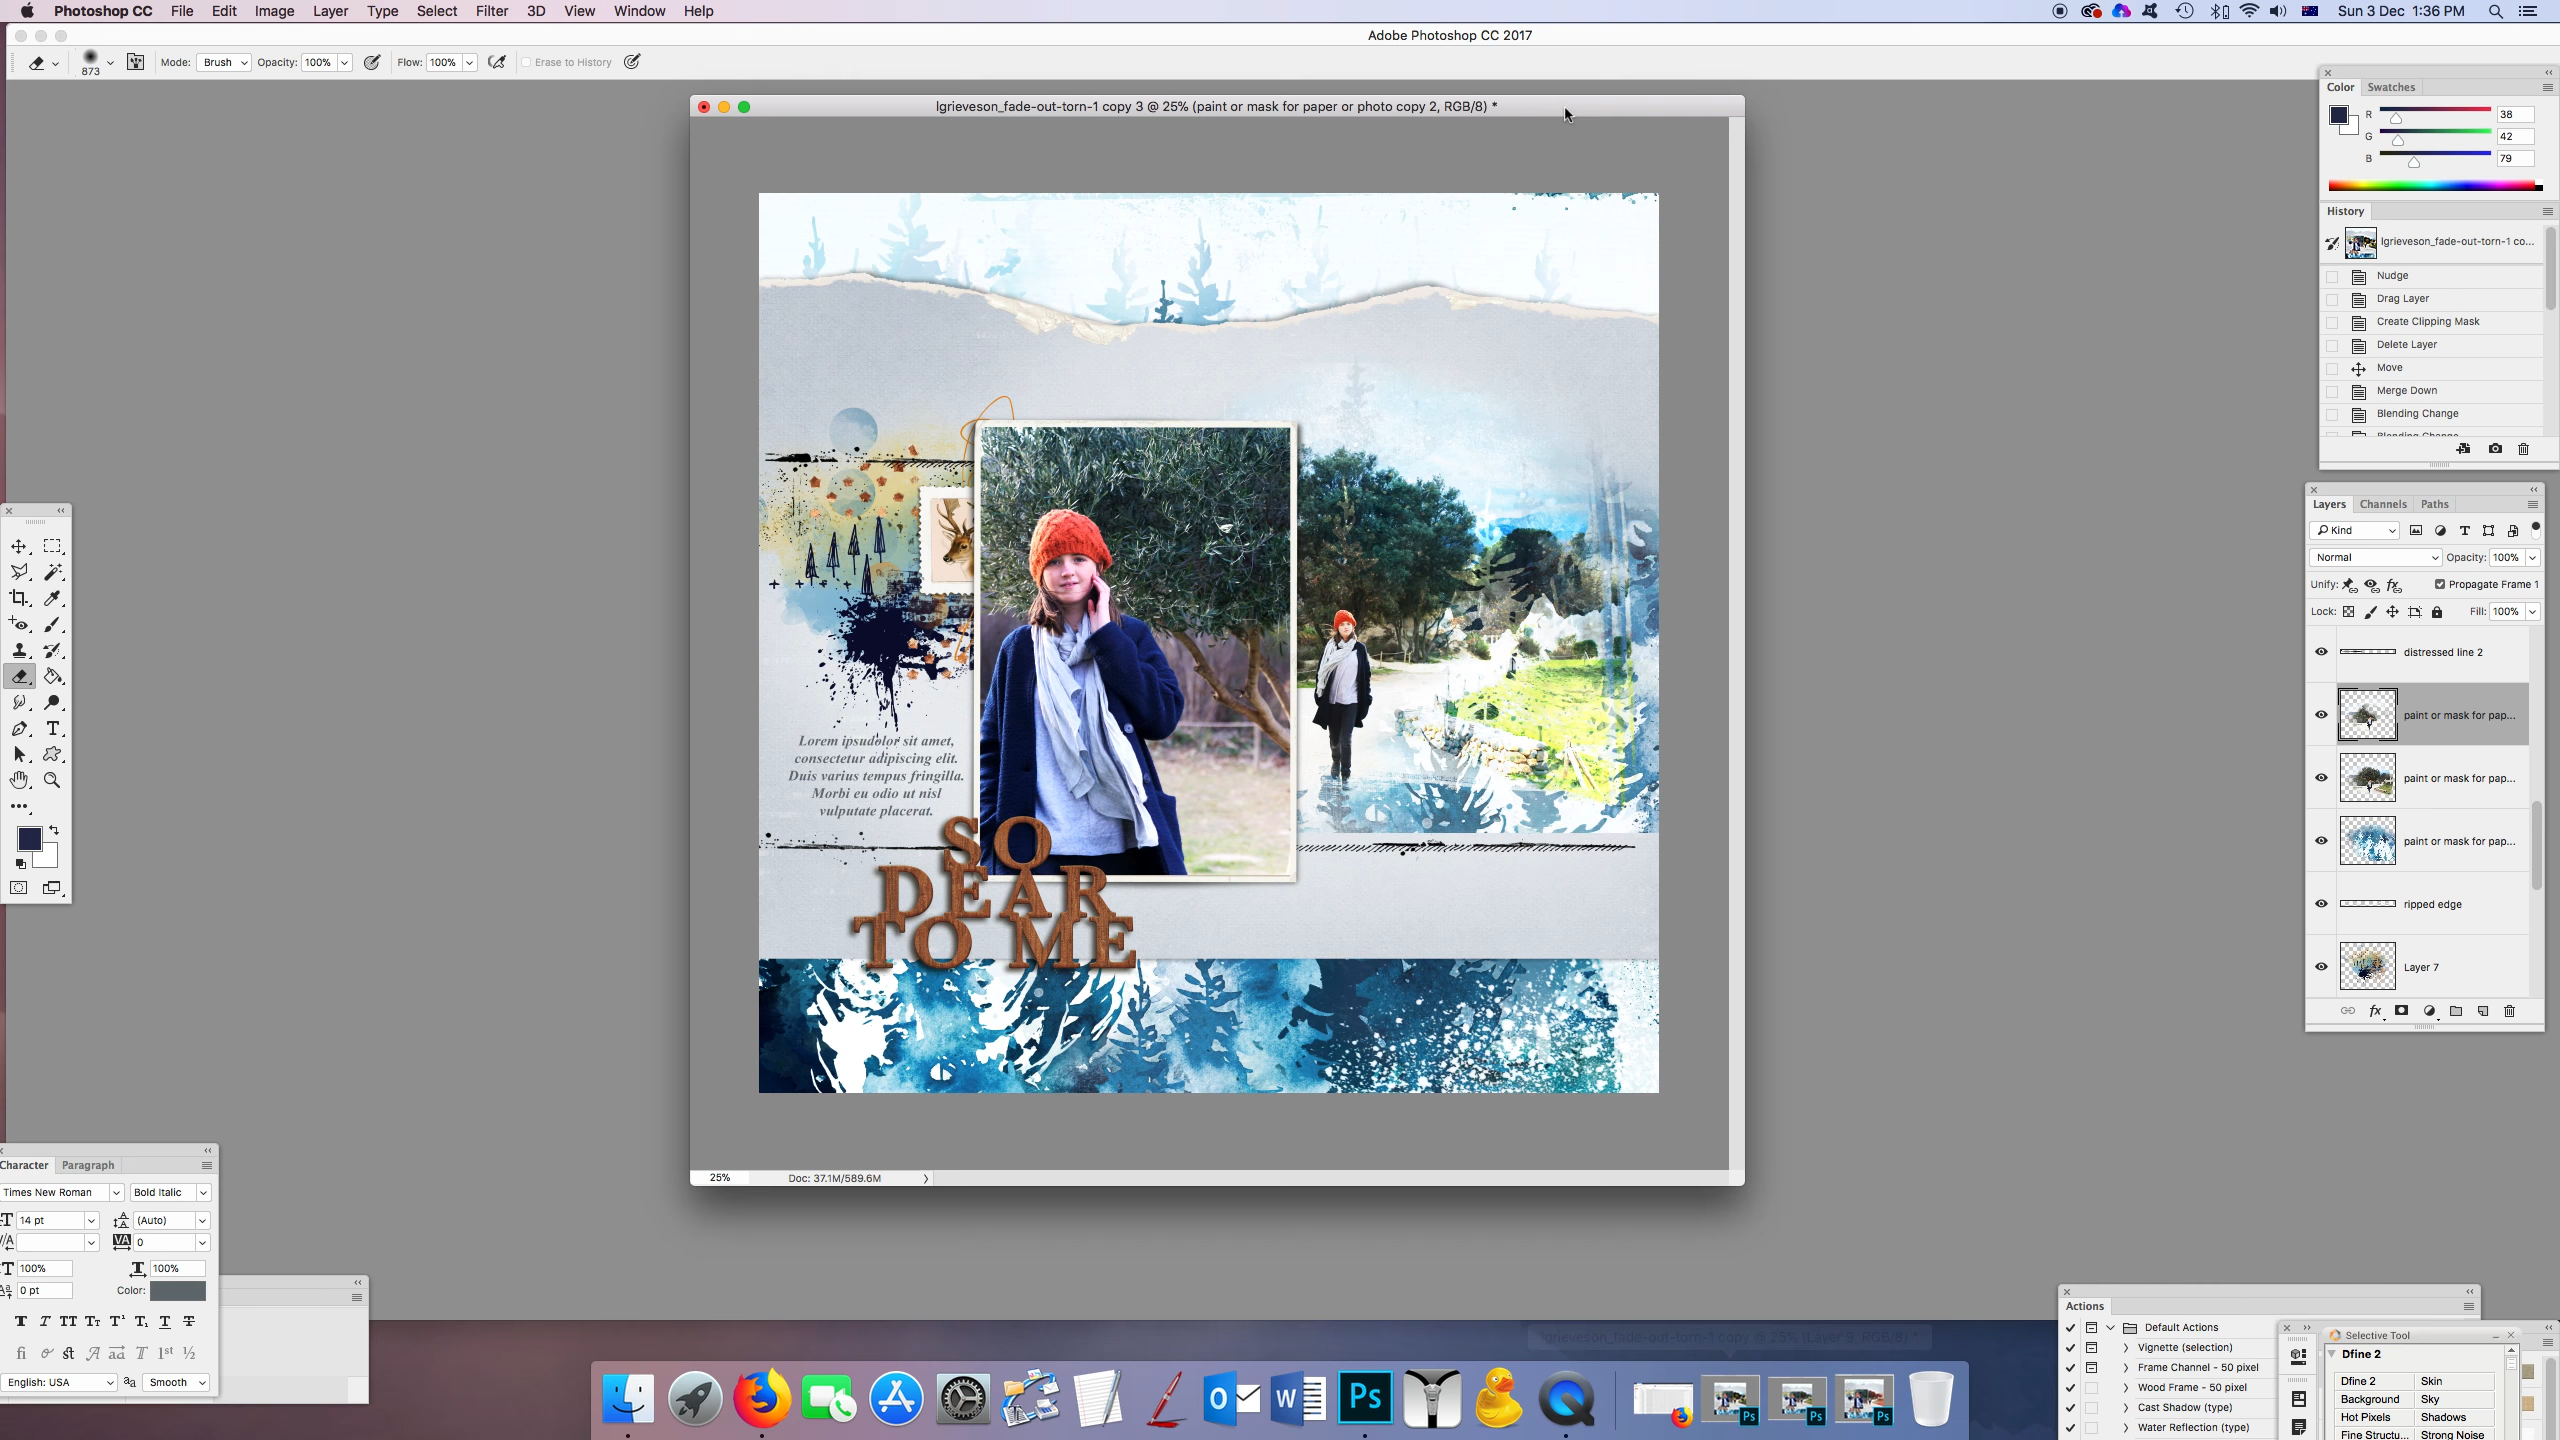 Photoshop CC File Edit Image Layer Type Select Filter 3D View Window Help
Sun 3 Dec 1:36 PM
Adobe Photoshop CC 2017
873 Mode: Brush Opacity: 100% Flow: 100% Erase to History
lgrieveson_fade-out-torn-1 copy 3 @ 25% (paint or mask for paper or photo copy 2, RGB/8) *
Color Swatches
R 38
G 42
B 79
History
lgrieveson_fade-out-torn-1 co...
Nudge
Drag Layer
Create Clipping Mask
Delete Layer
Move
Merge Down
Blending Change
Blending Change
Layers Channels Paths
Kind
Normal Opacity: 100%
Unify: Propagate Frame 1
Lock: Fill: 100%
distressed line 2
paint or mask for pap...
paint or mask for pap...
paint or mask for pap...
ripped edge
Layer 7
Lorem ipsudolor sit amet,
consectetur adipiscing elit.
Duis varius tempus fringilla.
Morbi eu odio ut nisl
vulputate placerat.
SO
DEAR
TO ME
25% Doc: 37.1M/589.6M
Character Paragraph
Times New Roman Bold Italic
14 pt (Auto)
0
100% 100%
0 pt Color:
English: USA Smooth
Actions
Default Actions
Vignette (selection)
Frame Channel - 50 pixel
Wood Frame - 50 pixel
Cast Shadow (type)
Water Reflection (type)
Selective Tool
Dfine 2
Dfine 2 Skin
Background Sky
Hot Pixels Shadows
Fine Structu... Strong Noise